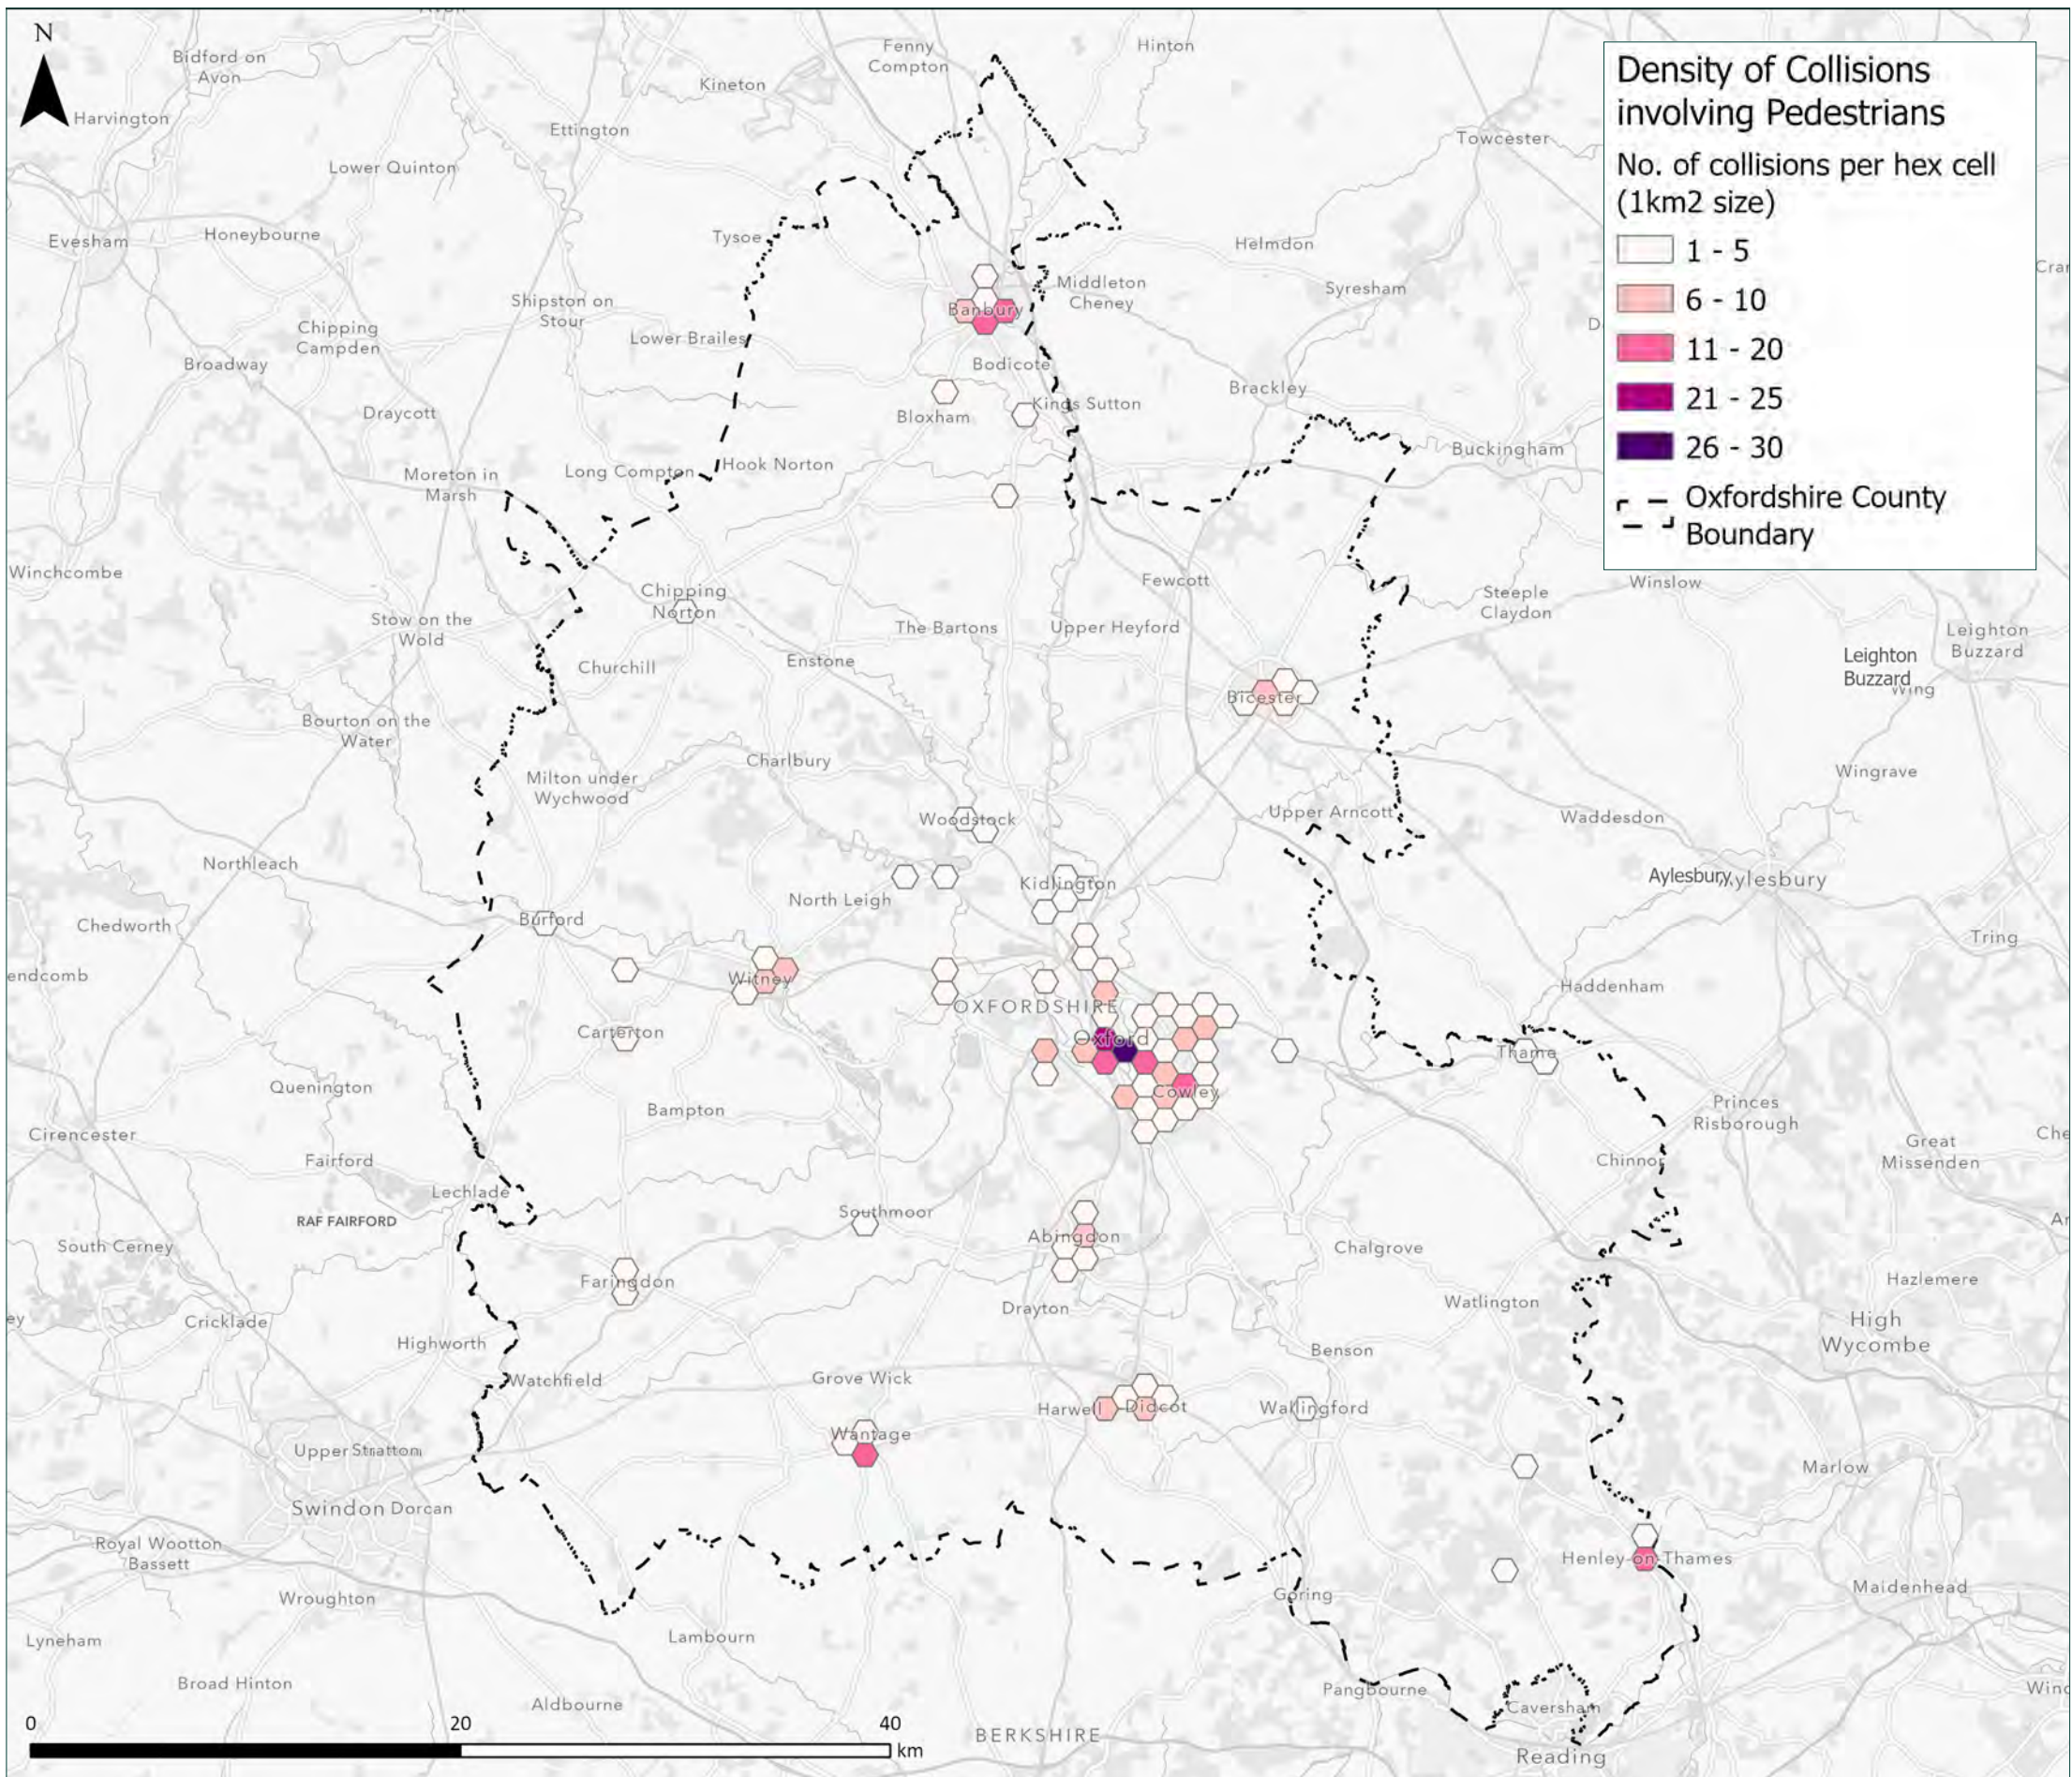 Avon
N
Bidford on
Avon
Fenny
Compton
Hinton
Kineton
Harvington
Ettington
Towcester
Lower Quinton
Evesham
Honeybourne
Tysoe
Helmdon
Middleton
Cheney
Syresham
Shipston on
Stour
Banbury
Chipping
Campden
Lower Brailes
Broadway
Bodicote
Brackley
Draycott
Bloxham
Kings Sutton
Moreton in
Marsh
Long Compton
Hook Norton
Buckingham
Density of Collisions
involving Pedestrians
No. of collisions per hex cell
(1km2 size)
1 - 5
6 - 10
11 - 20
21 - 25
26 - 30
Oxfordshire County
Boundary
Winchcombe
Chipping
Norton
Fewcott
Steeple
Claydon
Winslow
Stow on the
Wold
The Bartons
Upper Heyford
Leighton
Buzzard
Leighton
Buzzard
Wing
Churchill
Enstone
Bicester
Bourton on the
Water
Charlbury
Milton under
Wychwood
Wingrave
Woodstock
Upper Arncott
Waddesdon
Northleach
Kidlington
Aylesbury
Aylesbury
North Leigh
Chedworth
Burford
Tring
endcomb
Witney
Haddenham
OXFORDSHIRE
Carterton
Oxford
Thame
Quenington
Cowley
Bampton
Princes
Risborough
Cirencester
Great
Missenden
Che
Fairford
Chinnor
Lechlade
RAF FAIRFORD
Southmoor
South Cerney
Abingdon
Chalgrove
Faringdon
Hazlemere
Drayton
Watlington
ey
Cricklade
High
Wycombe
Highworth
Benson
Watchfield
Grove Wick
Harwell
Didcot
Wallingford
Wantage
Upper Stratton
Marlow
Swindon
Dorcan
Royal Wootton
Bassett
Henley-on-Thames
Wroughton
Goring
Maidenhead
Lyneham
Lambourn
Broad Hinton
Pangbourne
Aldbourne
Caversham
0
20
40
km
BERKSHIRE
Reading